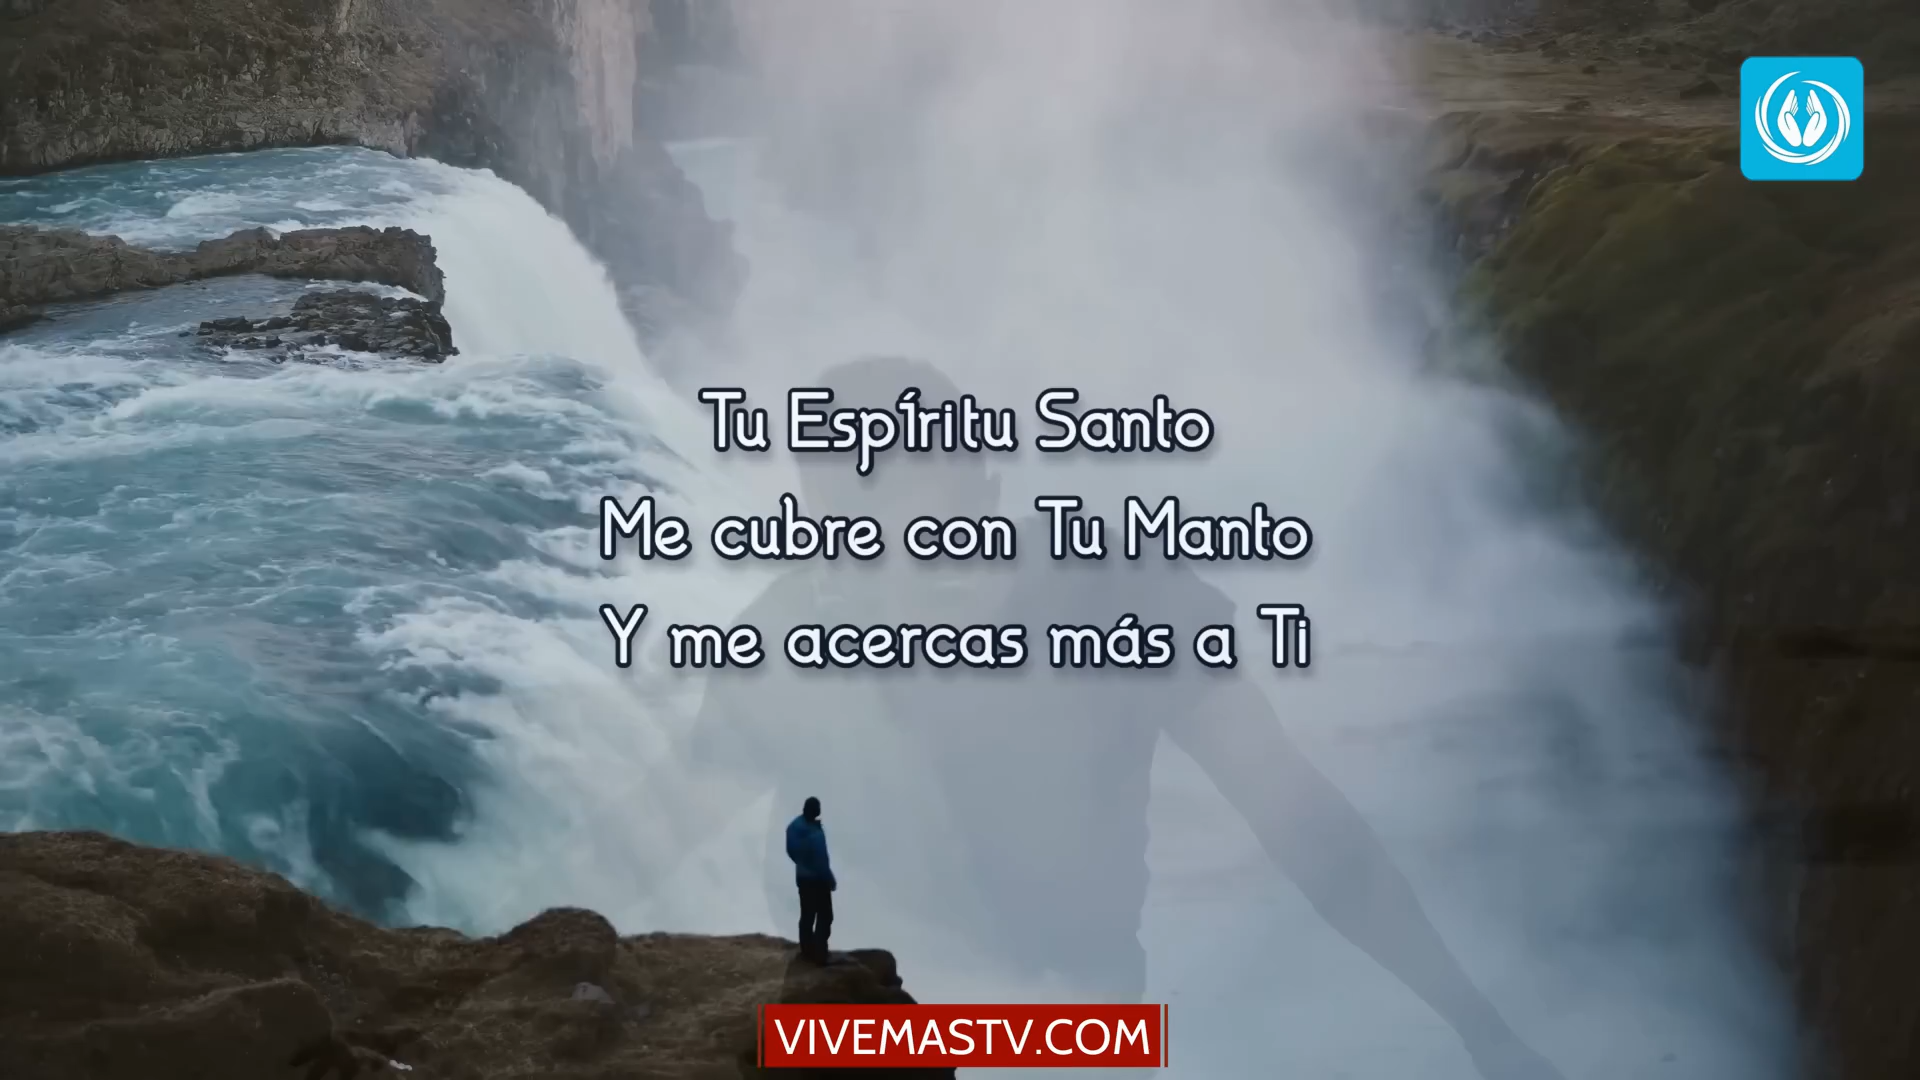 Tu Espíritu Santo
Me cubre con Tu Manto
Y me acercas más a Ti
VIVEMASTV.COM